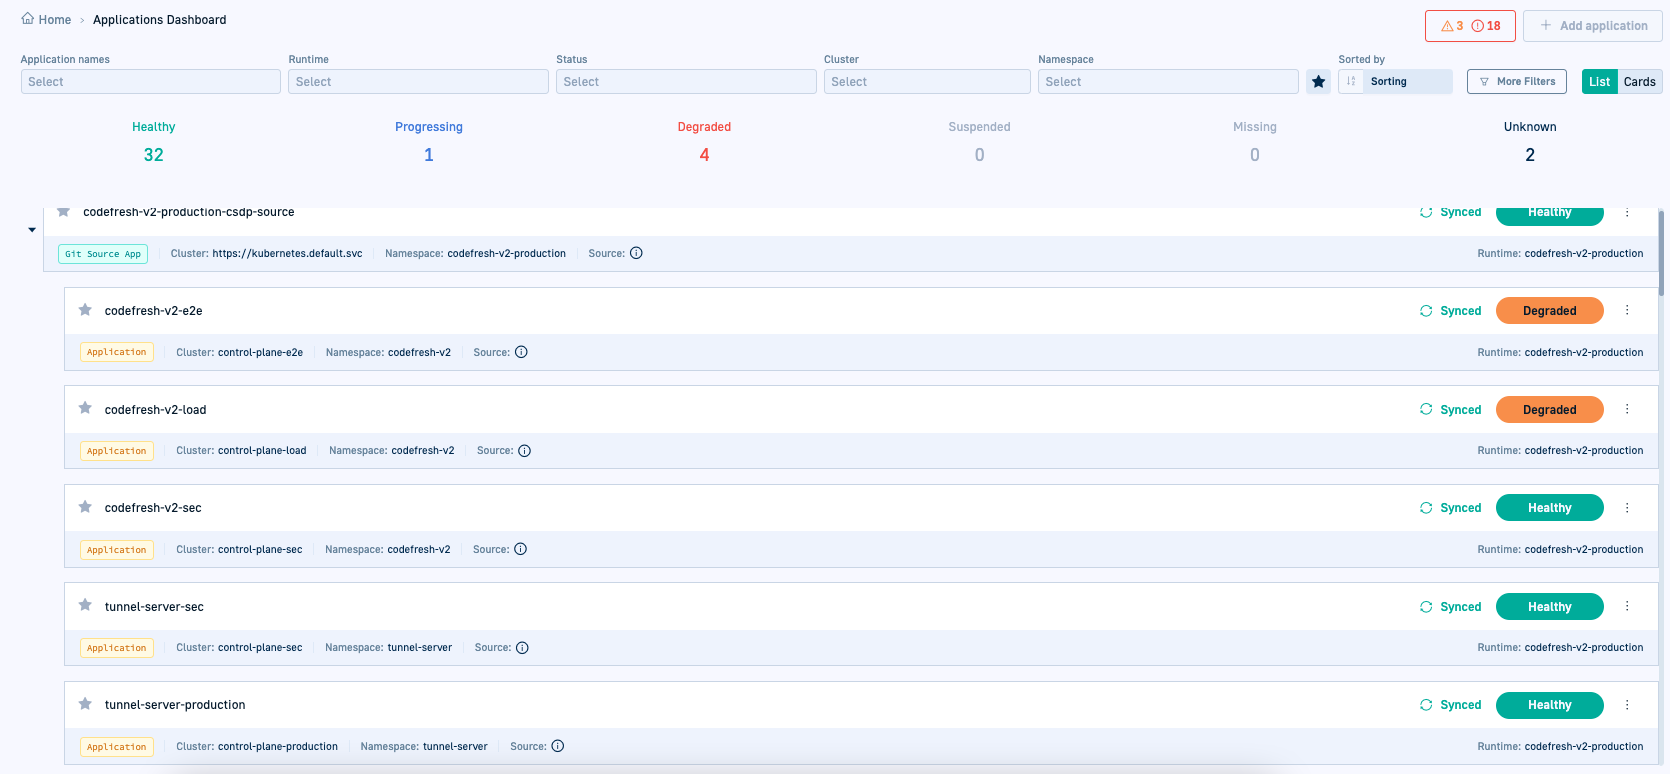 Home > Applications Dashboard
3 18
+ Add application
Application names Runtime Status Cluster Namespace Sorted by
Select Select Select Select Select Sorting More Filters List Cards
Healthy Progressing Degraded Suspended Missing Unknown
32 1 4 0 0 2
codefresh-v2-production-csdp-source Synced Healthy
Git Source App Cluster: https://kubernetes.default.svc Namespace: codefresh-v2-production Source: Runtime: codefresh-v2-production
codefresh-v2-e2e Synced Degraded
Application Cluster: control-plane-e2e Namespace: codefresh-v2 Source: Runtime: codefresh-v2-production
codefresh-v2-load Synced Degraded
Application Cluster: control-plane-load Namespace: codefresh-v2 Source: Runtime: codefresh-v2-production
codefresh-v2-sec Synced Healthy
Application Cluster: control-plane-sec Namespace: codefresh-v2 Source: Runtime: codefresh-v2-production
tunnel-server-sec Synced Healthy
Application Cluster: control-plane-sec Namespace: tunnel-server Source: Runtime: codefresh-v2-production
tunnel-server-production Synced Healthy
Application Cluster: control-plane-production Namespace: tunnel-server Source: Runtime: codefresh-v2-production